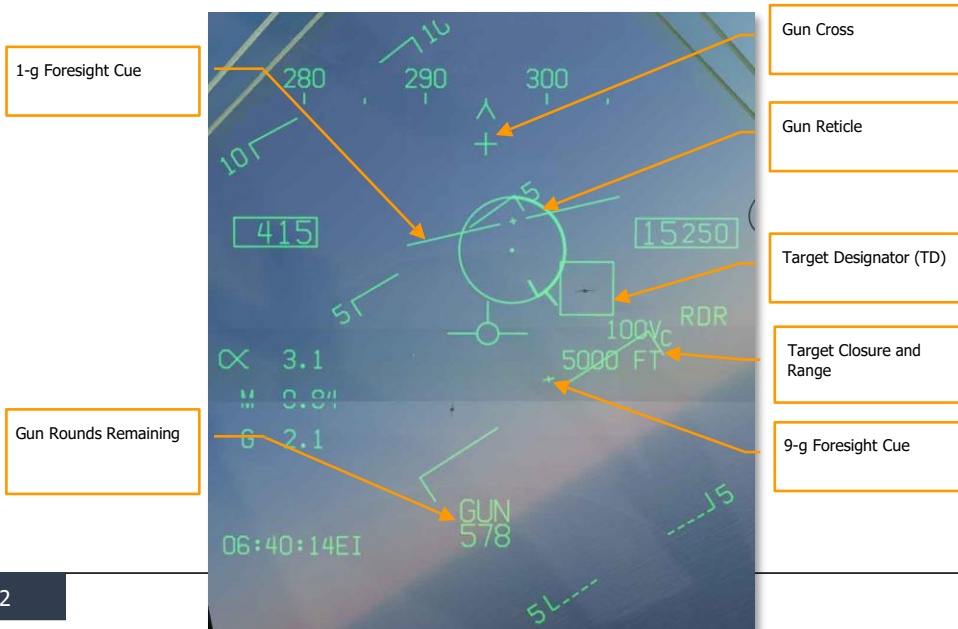 Gun Cross
1-g Foresight Cue
Gun Reticle
Target Designator (TD)
Target Closure and
Range
9-g Foresight Cue
Gun Rounds Remaining
10
280 290 300
10
5
415
15250
5
RDR
100Vc
5000 FT
α 3.1
M 0.84
G 2.1
GUN
578
5
06:40:14EI
5
2